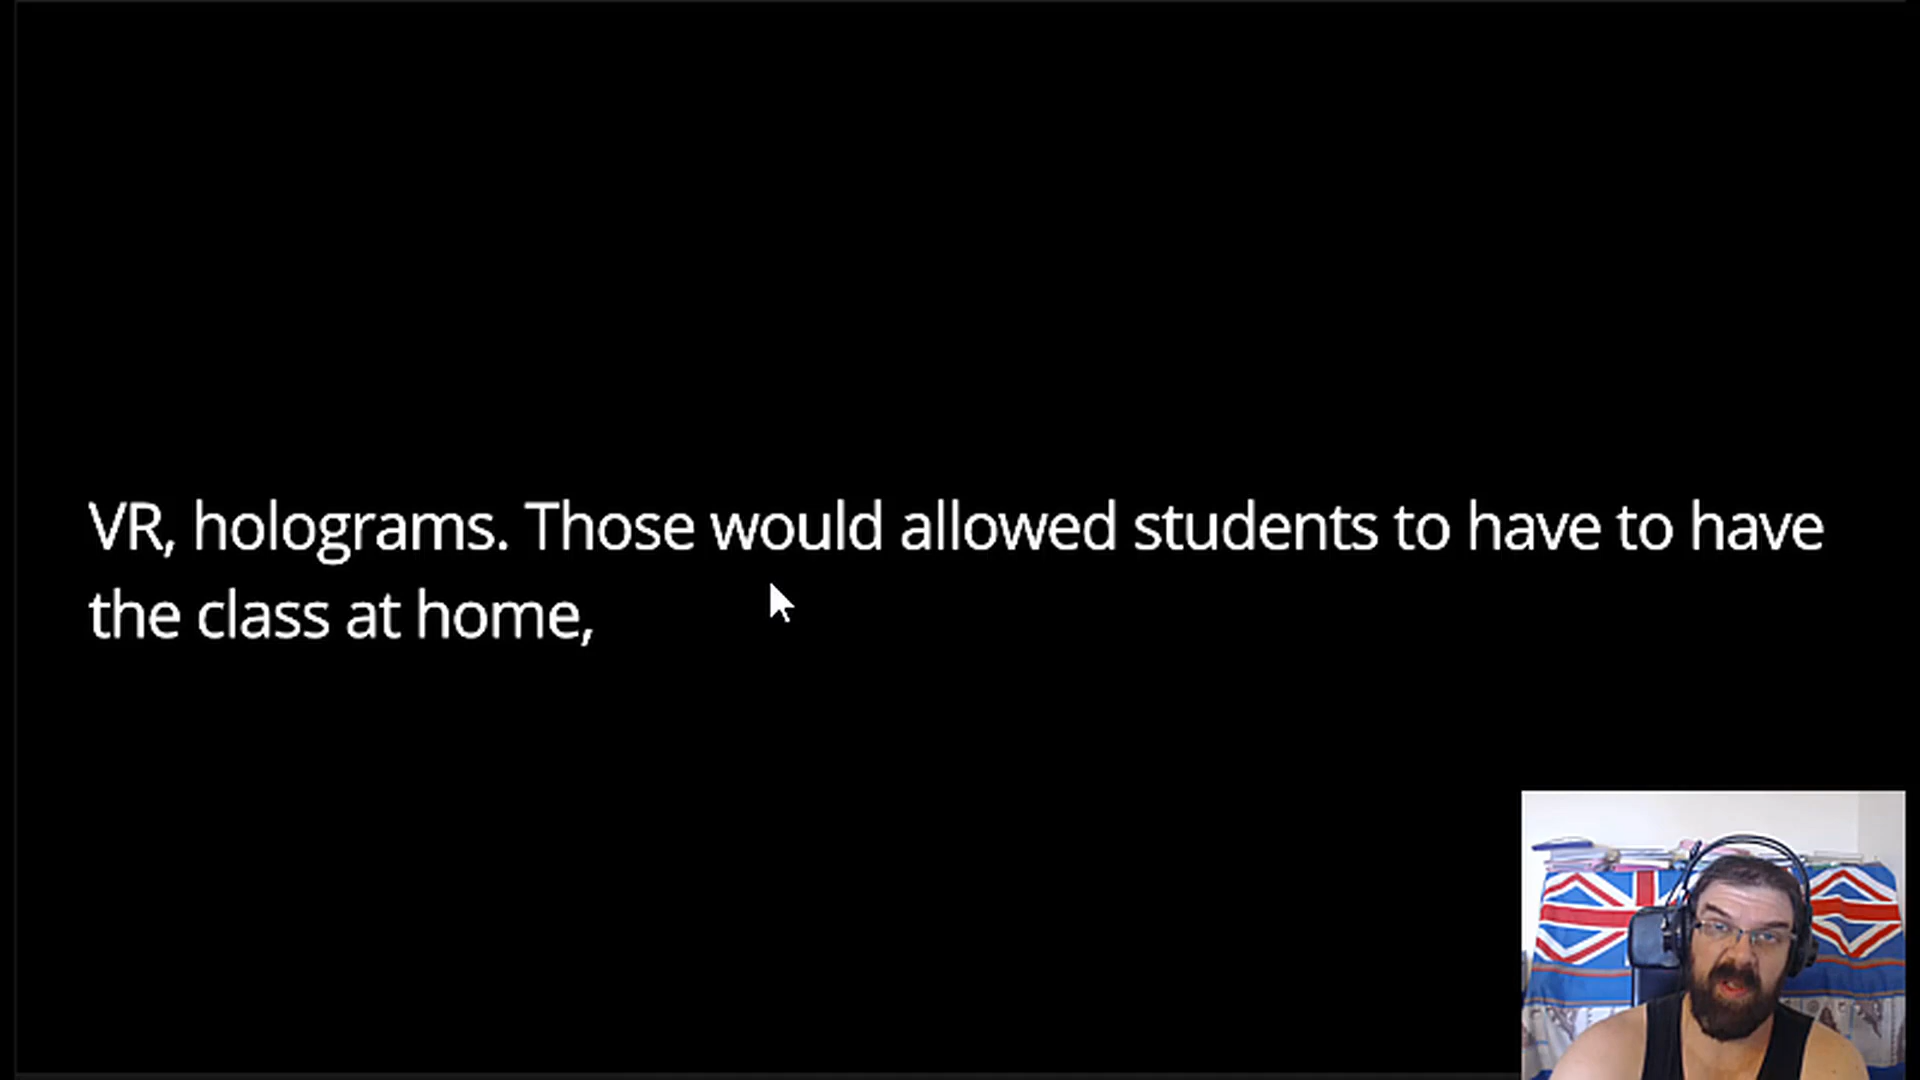 VR, holograms. Those would allowed students to have to have
the class at home,